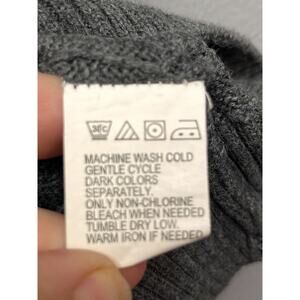 30C
MACHINE WASH COLD
GENTLE CYCLE
DARK COLORS
SEPARATELY.
ONLY NON-CHLORINE
BLEACH WHEN NEEDED
TUMBLE DRY LOW.
WARM IRON IF NEEDED